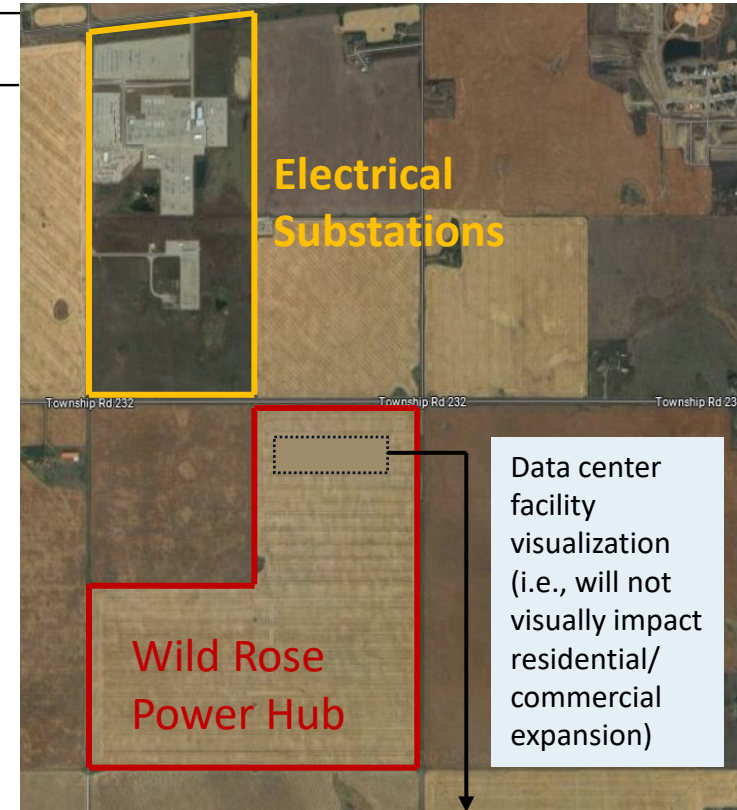 Electrical
Substations
Township Rd 232
Township Rd 232
Township Rd 23
Wild Rose
Power Hub
Data center
facility
visualization
(i.e., will not
visually impact
residential/
commercial
expansion)